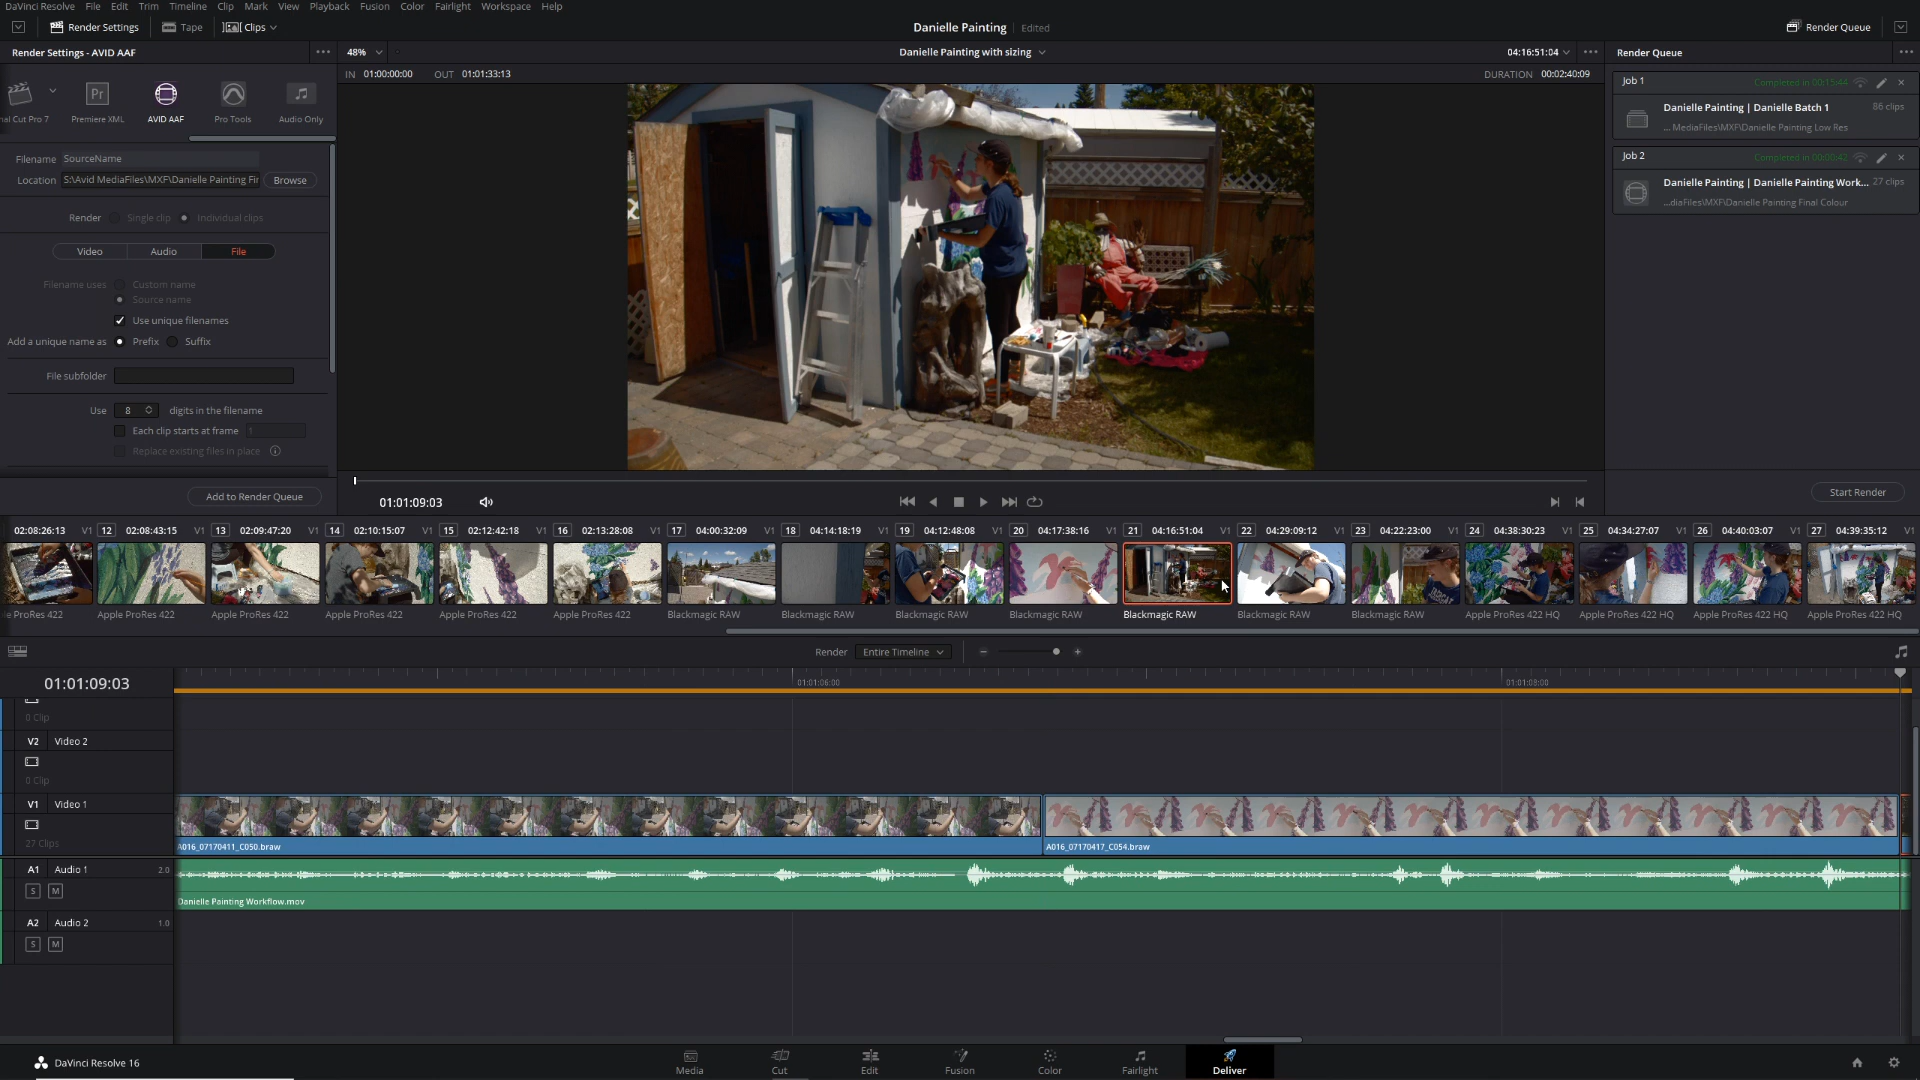 DaVinci Resolve File Edit Trim Timeline Clip Mark View Playback Fusion Color Fairlight Workspace Help
Render Settings Tape Clips Danielle Painting Edited Render Queue
Render Settings - AVID AAF 48% Danielle Painting with sizing 04:16:51:04 Render Queue
IN 01:00:00:00 OUT 01:01:33:13 DURATION 00:02:40:09
Job 1 Completed in 00:15:44
Danielle Painting | Danielle Batch 1 86 clips
... MediaFiles\MXF\Danielle Painting Low Res
Job 2 Completed in 00:00:42
Danielle Painting | Danielle Painting Work... 27 clips
...diaFiles\MXF\Danielle Painting Final Colour
nal Cut Pro 7 Premiere XML AVID AAF Pro Tools Audio Only
Filename SourceName
Location S:\Avid MediaFiles\MXF\Danielle Painting Fir Browse
Render Single clip Individual clips
Video Audio File
Filename uses Custom name
Source name
Use unique filenames
Add a unique name as Prefix Suffix
File subfolder
Use 8 digits in the filename
Each clip starts at frame 1
Replace existing files in place
Add to Render Queue
01:01:09:03
Start Render
02:08:26:13 V1 12 02:08:43:15 V1 13 02:09:47:20 V1 14 02:10:15:07 V1 15 02:12:42:18 V1 16 02:13:28:08 V1 17 04:00:32:09 V1 18 04:14:18:19 V1 19 04:12:48:08 V1 20 04:17:38:16 V1 21 04:16:51:04 V1 22 04:29:09:12 V1 23 04:22:23:00 V1 24 04:38:30:23 V1 25 04:34:27:07 V1 26 04:40:03:07 V1 27 04:39:35:12 V1
le ProRes 422 Apple ProRes 422 Apple ProRes 422 Apple ProRes 422 Apple ProRes 422 Apple ProRes 422 Blackmagic RAW Blackmagic RAW Blackmagic RAW Blackmagic RAW Blackmagic RAW Blackmagic RAW Blackmagic RAW Apple ProRes 422 HQ Apple ProRes 422 HQ Apple ProRes 422 HQ Apple ProRes 422 HQ
Render Entire Timeline
01:01:09:03
01:01:06:00 01:01:08:00
0 Clip
V2 Video 2
0 Clip
V1 Video 1
27 Clips
A016_07170411_C050.braw A016_07170417_C054.braw
A1 Audio 1 2.0
S M
Danielle Painting Workflow.mov
A2 Audio 2 1.0
S M
DaVinci Resolve 16
Media Cut Edit Fusion Color Fairlight Deliver